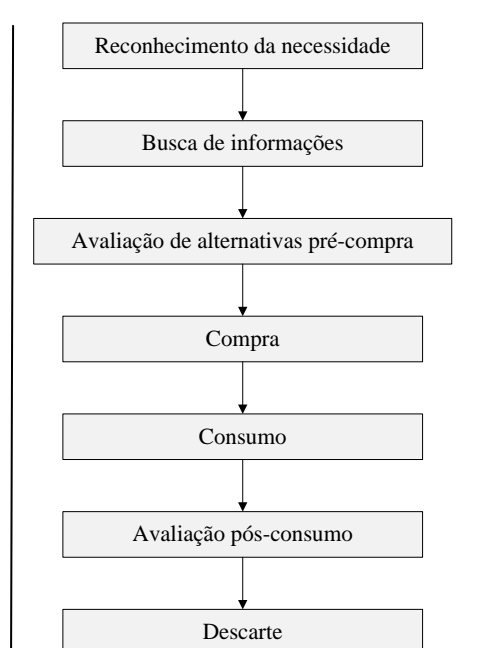 Reconhecimento da necessidade
Busca de informações
Avaliação de alternativas pré-compra
Compra
Consumo
Avaliação pós-consumo
Descarte